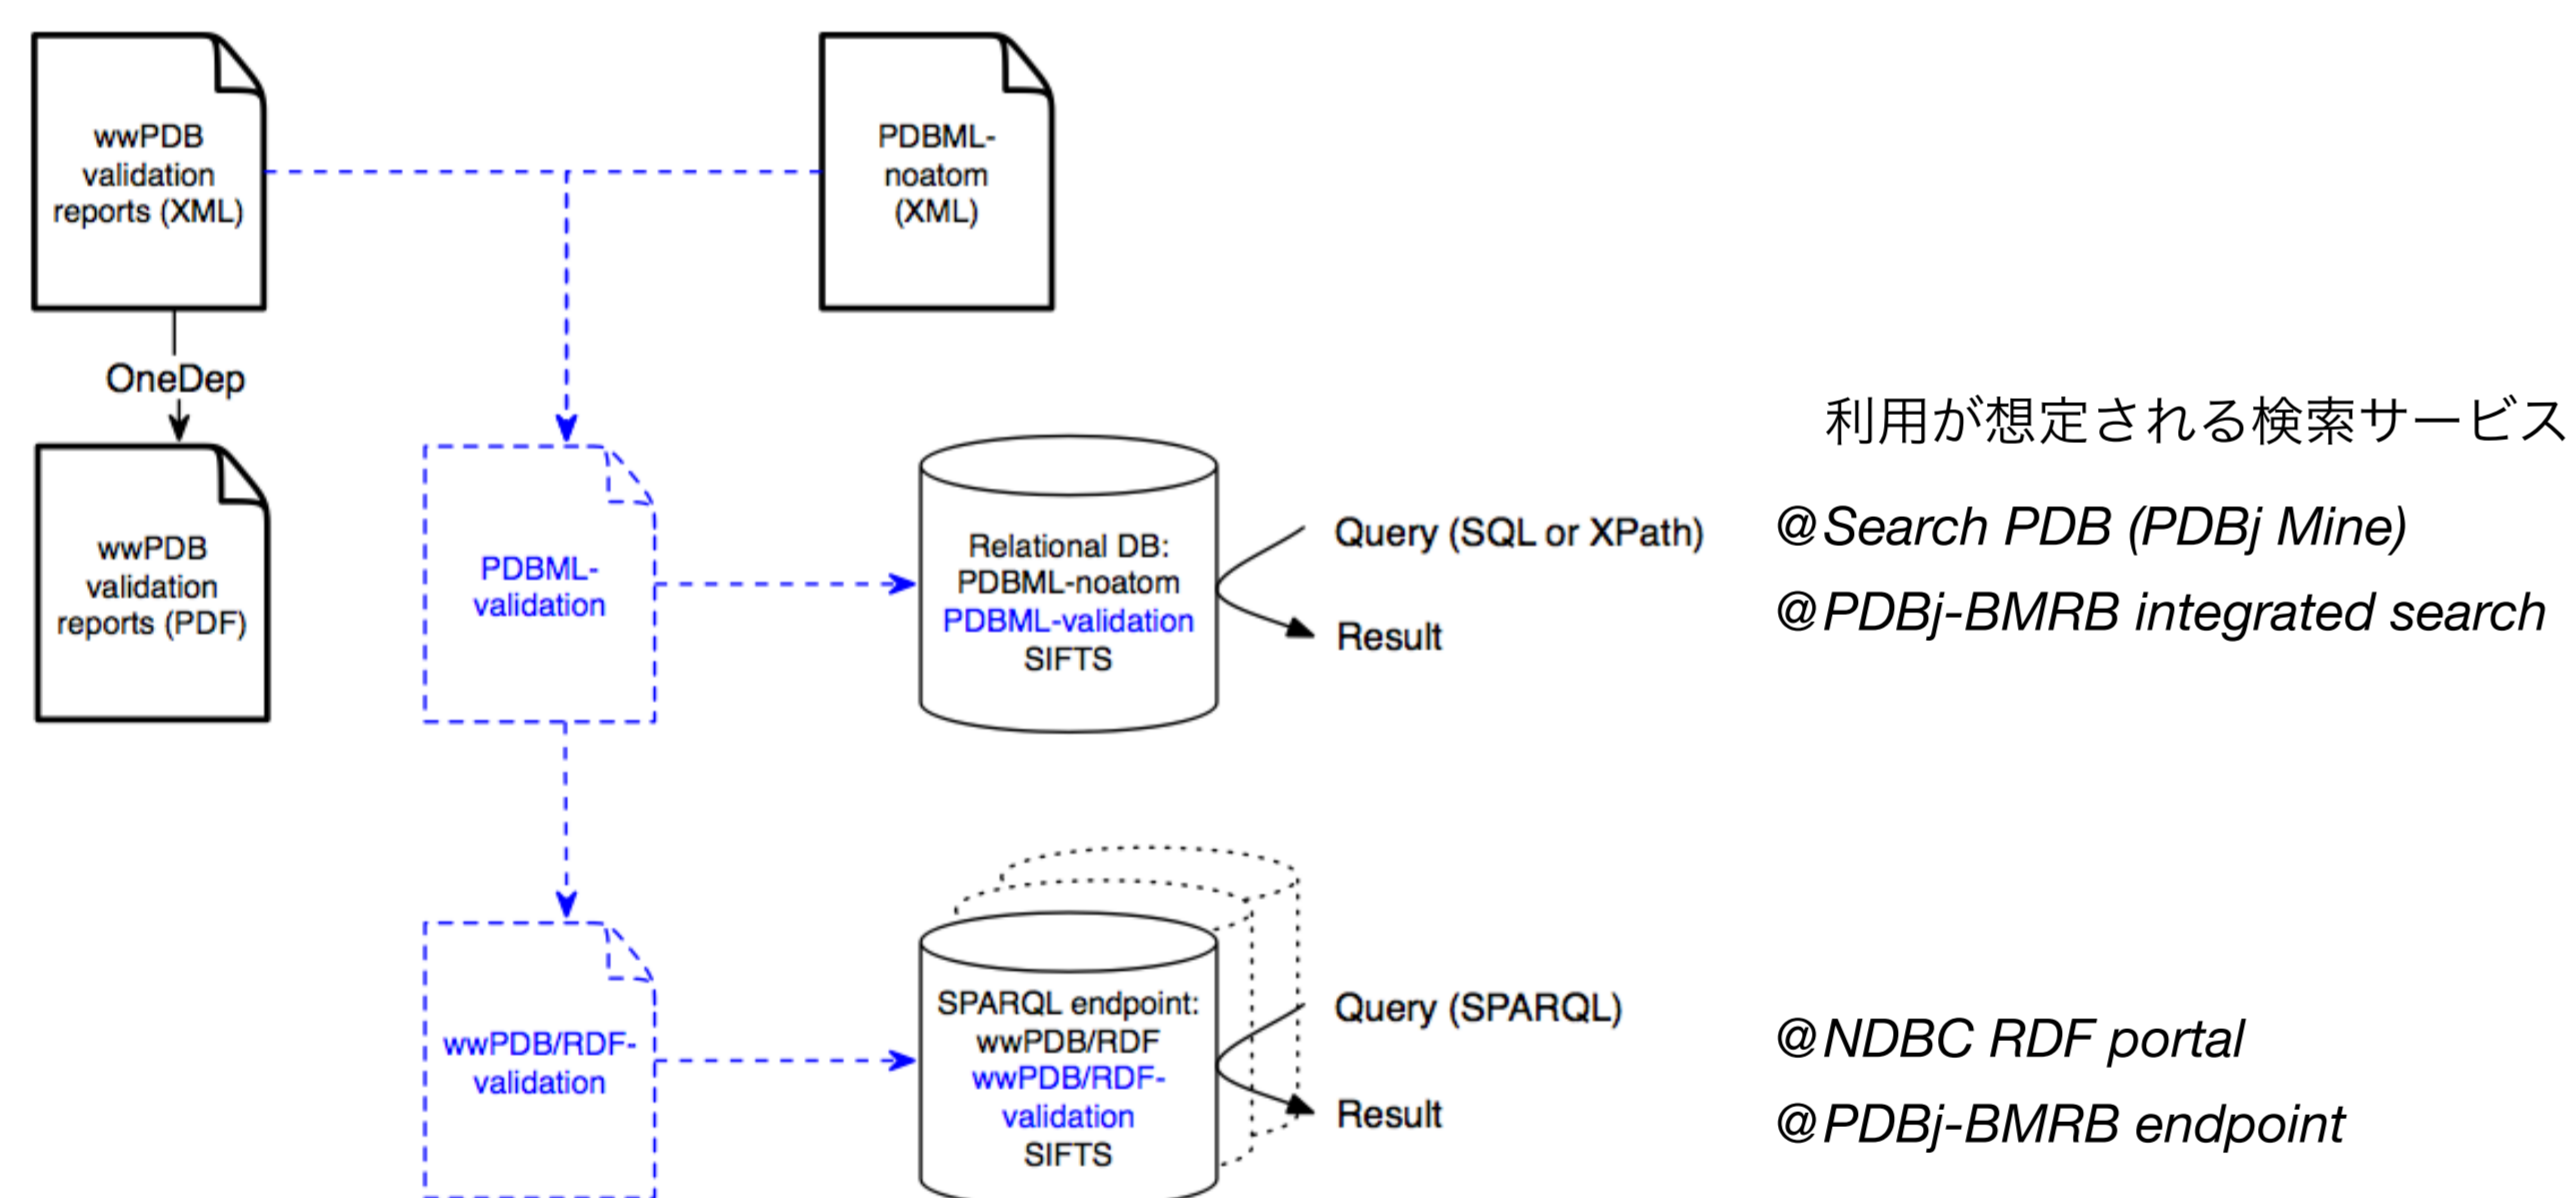 wwPDB
validation
reports (XML)
PDBML-
noatom
(XML)
OneDep
wwPDB
validation
reports (PDF)
PDBML-
validation
Relational DB:
PDBML-noatom
PDBML-validation
SIFTS
Query (SQL or XPath)
Result
利用が想定される検索サービス
@Search PDB (PDBj Mine)
@PDBj-BMRB integrated search
wwPDB/RDF-
validation
SPARQL endpoint:
wwPDB/RDF
wwPDB/RDF-
validation
SIFTS
Query (SPARQL)
Result
@NDBC RDF portal
@PDBj-BMRB endpoint